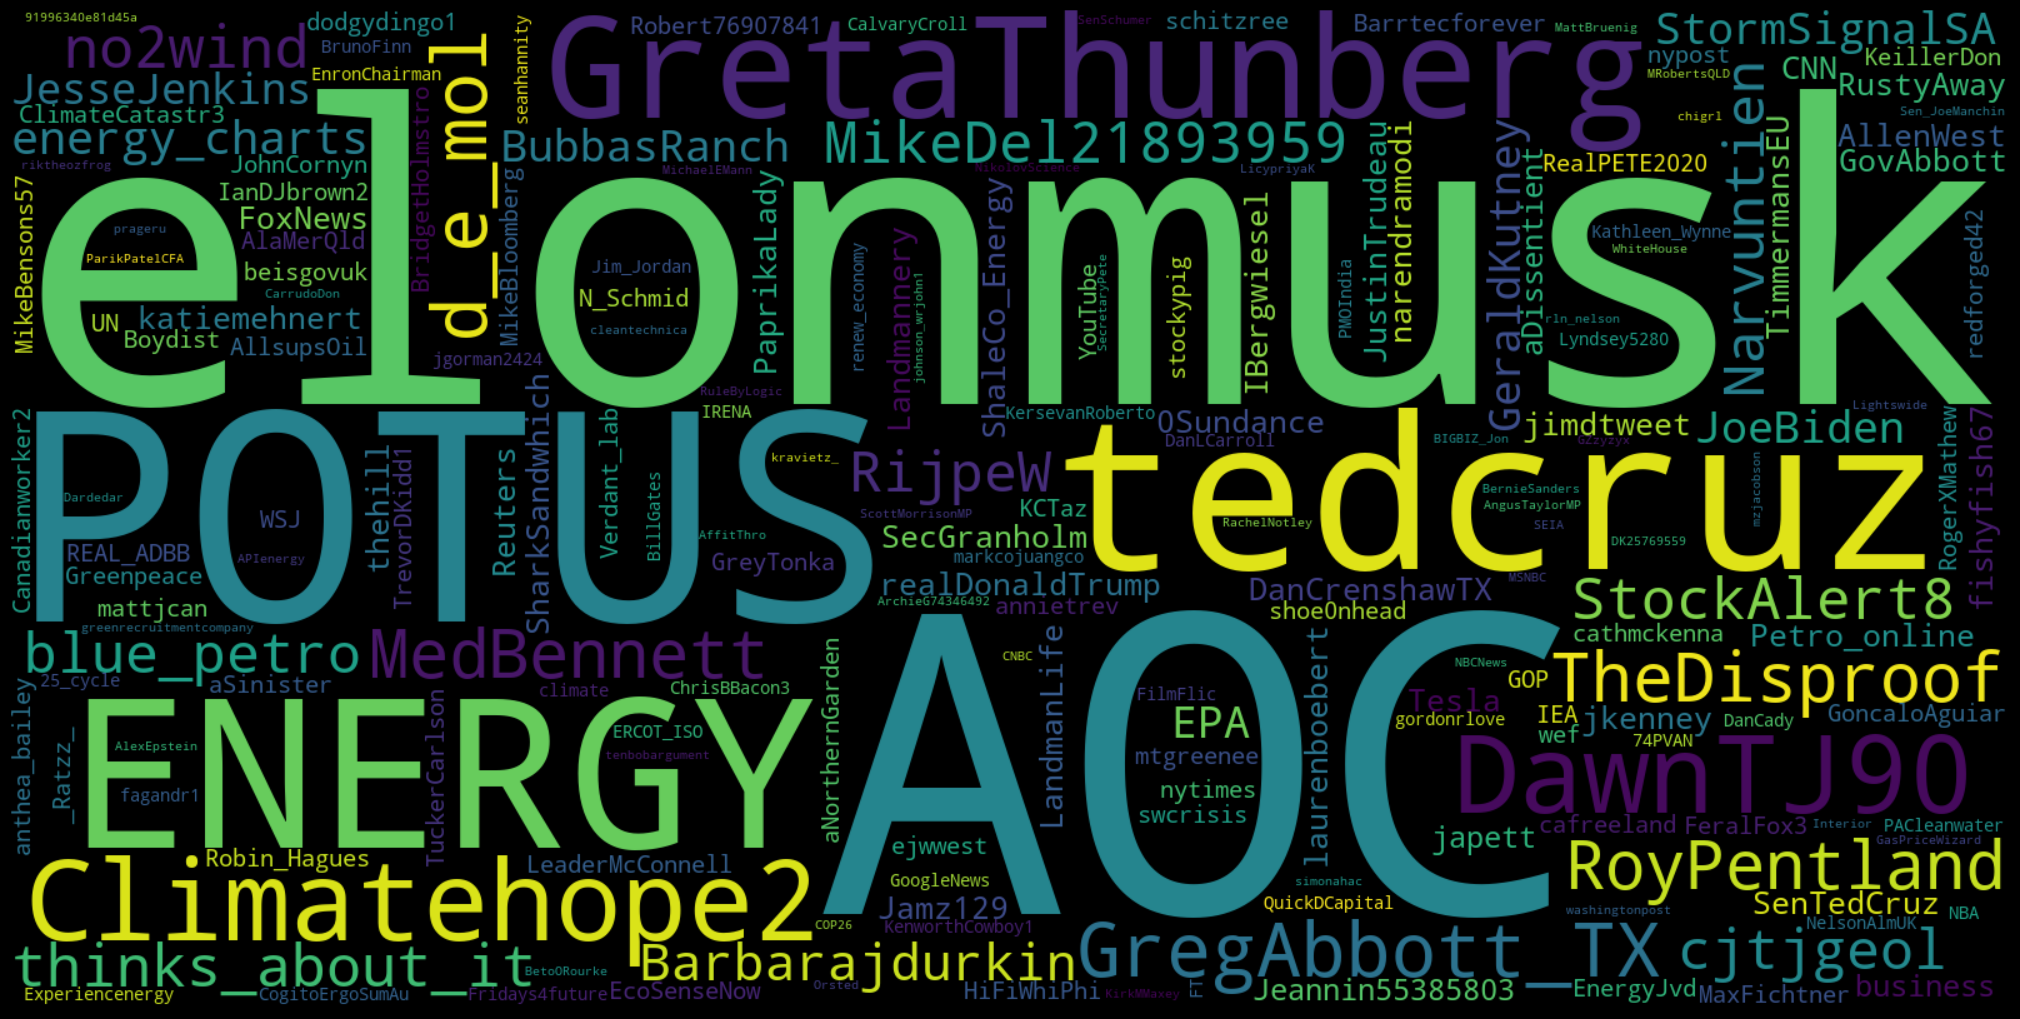 91996340e81d45a
dodgydingo1
Robert76907841
CalvaryCroll
SenSchumer
schitzree
Barrtecforever
MattBruenig
StormSignalSA
no2wind
BrunoFinn
EnronChairman
d_e_mol
seanhannity
GretaThunberg
nypost
MRobertsQLD
CNN
KeillerDon
RustyAway
JesseJenkins
ClimateCatastr3
energy_charts
BridgetHolmstro
BubbasRanch
MikeDel21893959
chigrl
Sen_JoeManchin
AllenWest
GovAbbott
riktheozfrog
JohnCornyn
IanDJbrown2
FoxNews
AlaMerQld
beisgovuk
CarrudoDon
MikeBensons57
prageru
ParikPatelCFA
UN
katiemehnert
Boydist
AllsupsOil
jgorman2424
MikeBloomberg
MichaelEMann
NikolovScience
LicypriyaK
RealPETE2020
elonmusk
Jim_Jordan
N_Schmid
cleantechnica
PaprikaLady
renew_economy
Landmannery
johnson_wrjohn1
ShaleCo_Energy
YouTube
SecretaryPete
stockypig
IBergwiesel
PMOIndia
JustinTrudeau
narendramodi
GeraldKutney
aDissentient
Kathleen_Wynne
WhiteHouse
rln_nelson
Lyndsey5280
Narvuntien
TimmermansEU
redforged42
RuleByLogic
IRENA
KersevanRoberto
OSundance
DanLCarroll
BIGBIZ_Jon
jimdtweet
GZzyzyx
JoeBiden
Lightswide
Canadianworker2
POTUS
Dardedar
WSJ
APIenergy
REAL_ADBB
Greenpeace
mattjcan
greenrecruitmentcompany
thehill
TrevorDKidd1
Reuters
SharkSandwhich
Verdant_lab
BillGates
kravietz_
AffitThro
GreyTonka
RijpeW
ScottMorrisonMP
KCTaz
SecGranholm
markcojuangco
realDonaldTrump
ArchieG74346492
annietrev
tedcruz
RachelNotley
BernieSanders
AngusTaylorMP
SEIA
DK25769559
MSNBC
mzjacobson
RogerXMathew
fishyfish67
DanCrenshawTX
shoe0nhead
StockAlert8
cathmckenna
Petro_online
blue_petro
MedBennett
25_cycle
aSinister
climate
ChrisBBacon3
TuckerCarlson
anthea_bailey
_Ratzz_
ENERGY
AlexEpstein
fagandr1
ERCOT_ISO
tenbobargument
aNorthernGarden
CNBC
LandmanLife
AOC
FilmFlic
EPA
mtgreenee
nytimes
swcrisis
laurenboebert
NBCNews
GOP
Tesla
gordonrlove
TheDisproof
IEA
jkenney
wef
74PVAN
DanCady
GoncaloAguiar
DawnTJ90
japett
cafreeland
FeralFox3
Interior
PACleanwater
GasPriceWizard
Robin_Hagues
LeaderMcConnell
ejwwest
GoogleNews
Jamz129
KenworthCowboy1
simonahac
QuickDCapital
RoyPentland
SenTedCruz
NBA
washingtonpost
NelsonAlmUK
Climatehope2
COP26
thinks_about_it
BetoORourke
Barbarajdurkin
GregAbbott_TX
cjtjgeol
Experiencenergy
CogitoErgoSumAu
Fridays4future
EcoSenseNow
Orsted
HiFiWhiPhi
KirkMMaxey
FT
Jeannin55385803
EnergyJvd
MaxFichtner
business